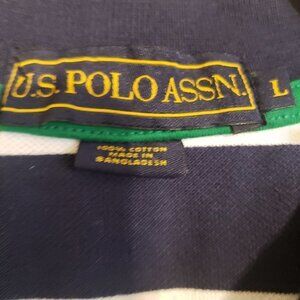 U.S. POLO ASSN.
L
100% COTTON
MADE IN
BANGLADESH